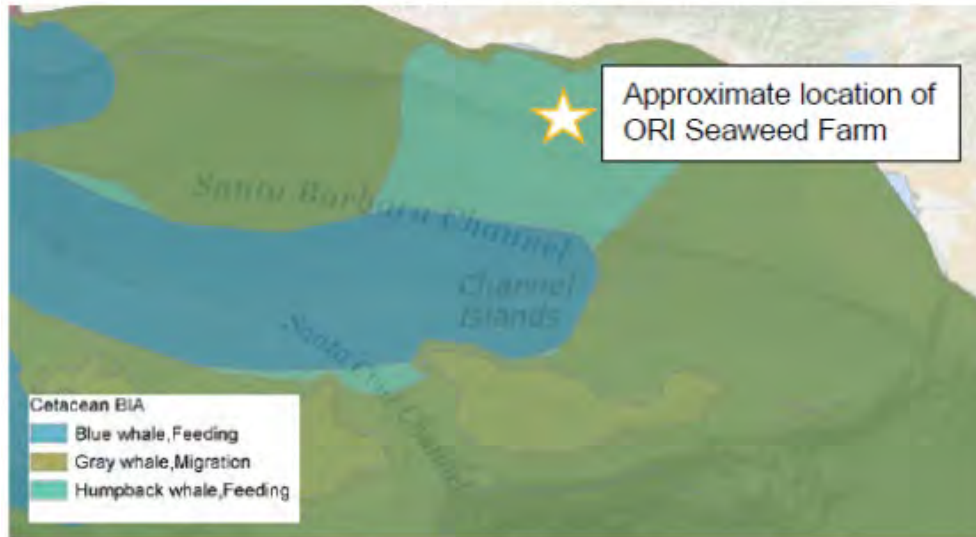 Approximate location of
ORI Seaweed Farm
Santa Barbara Channel
Channel
Islands
Santa Cruz Channel
Cetacean BIA
Blue whale,Feeding
Gray whale,Migration
Humpback whale,Feeding